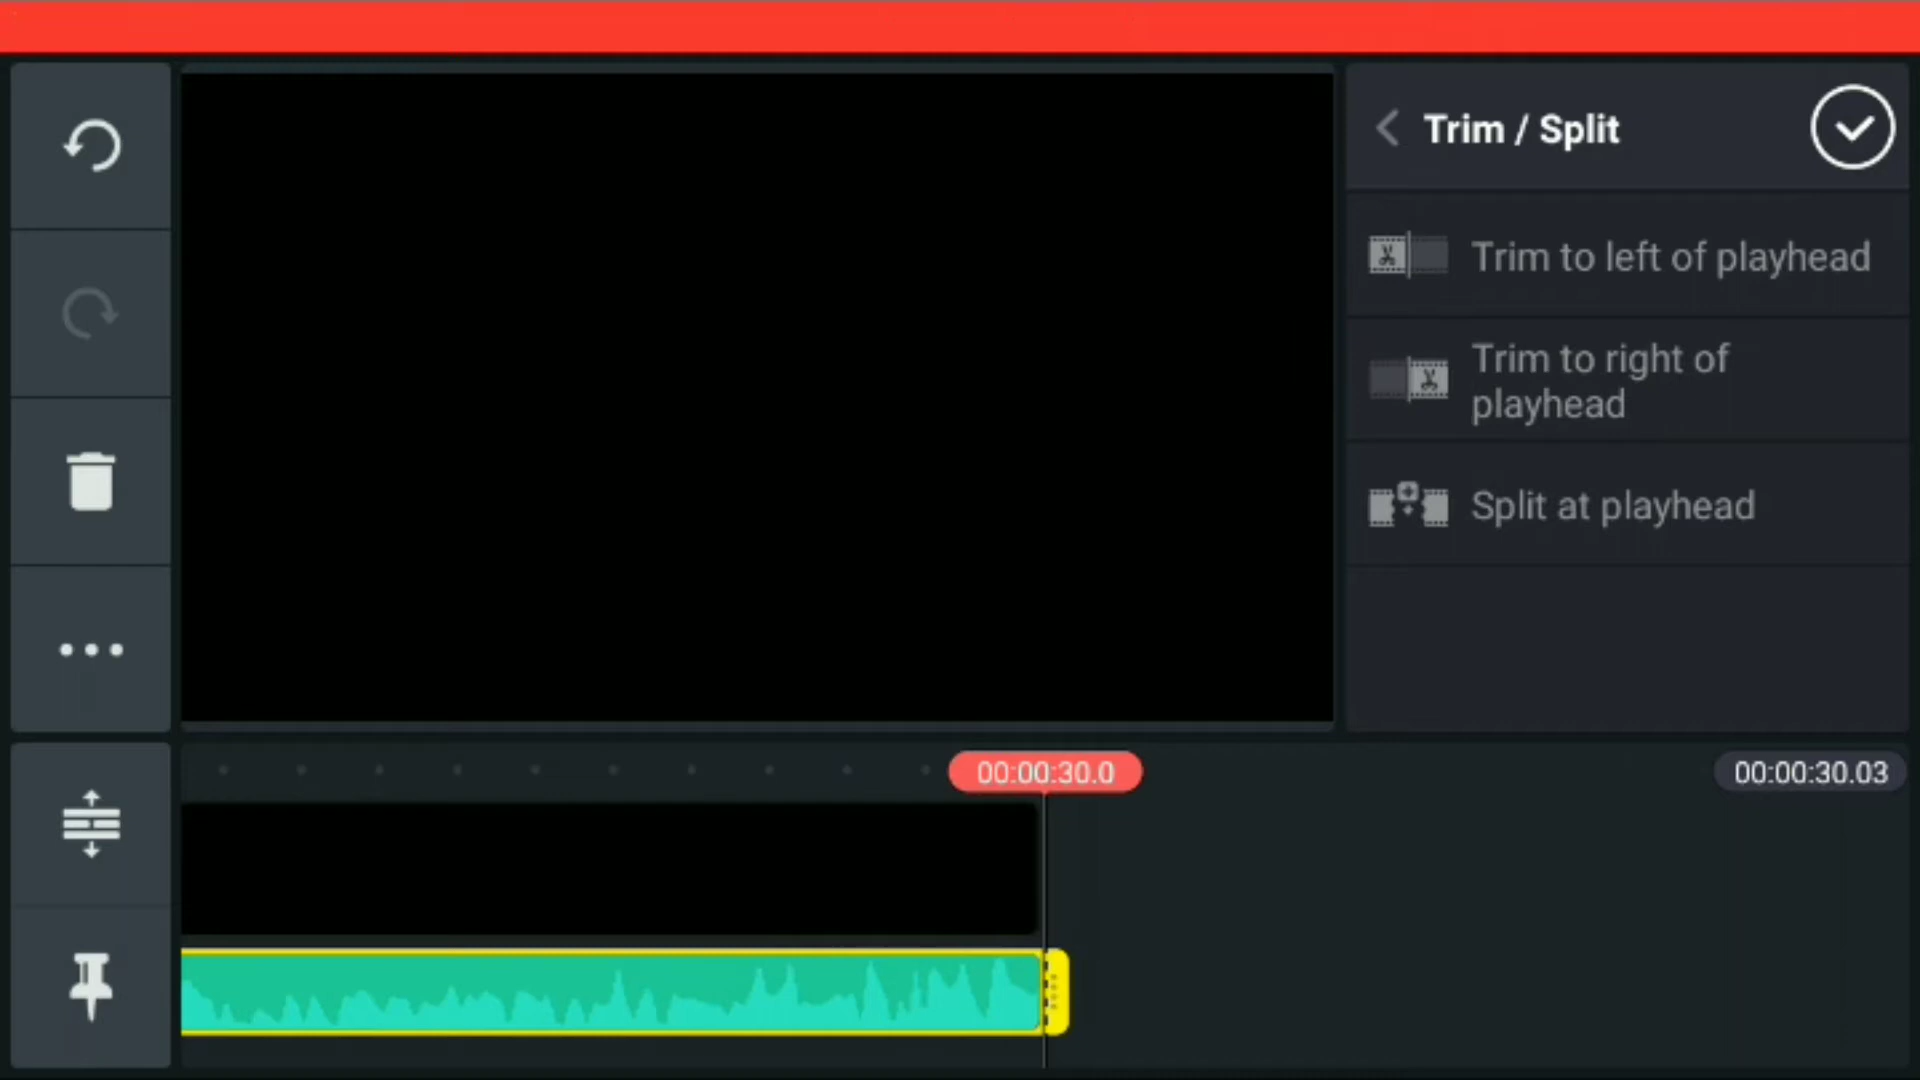 Trim / Split
Trim to left of playhead
Trim to right of
playhead
Split at playhead
00:00:30.0
00:00:30.03